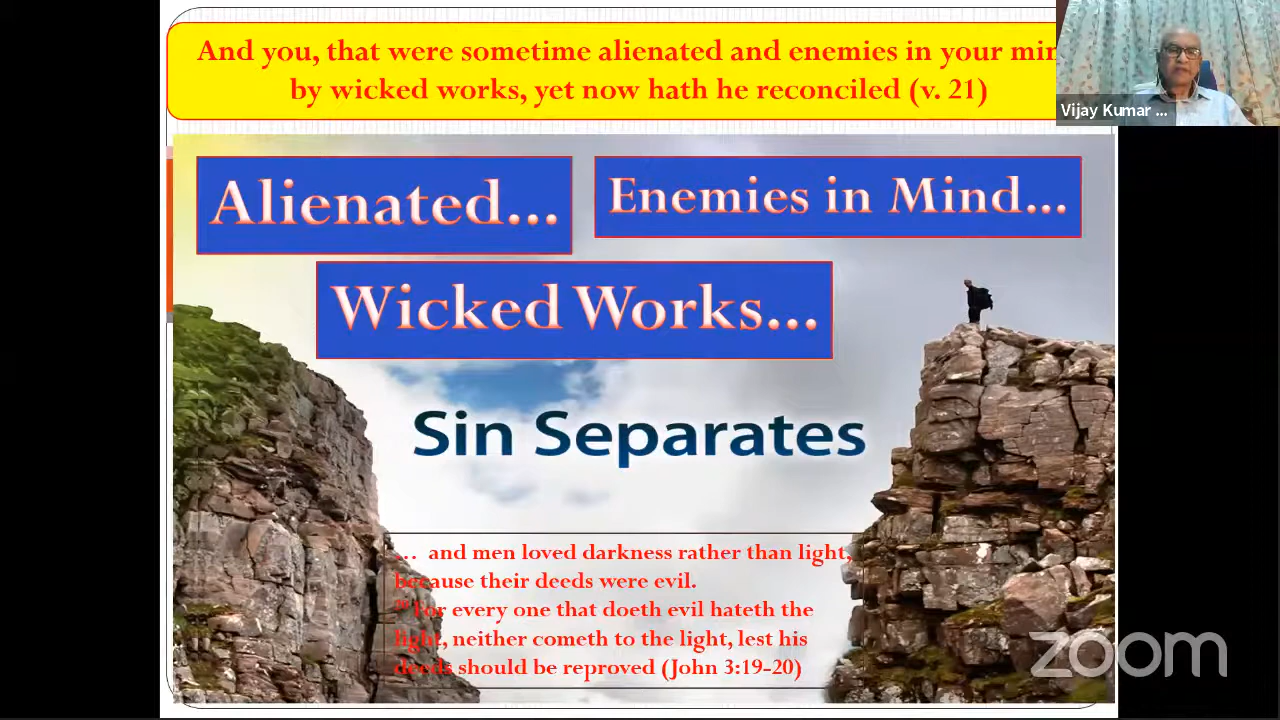 And you, that were sometime alienated and enemies in your min
by wicked works, yet now hath he reconciled (v. 21)
Vijay Kumar ...
Alienated...
Enemies in Mind...
Wicked Works...
Sin Separates
... and men loved darkness rather than light,
because their deeds were evil.
20 For every one that doeth evil hateth the
light, neither cometh to the light, lest his
deeds should be reproved (John 3:19-20)
zoom